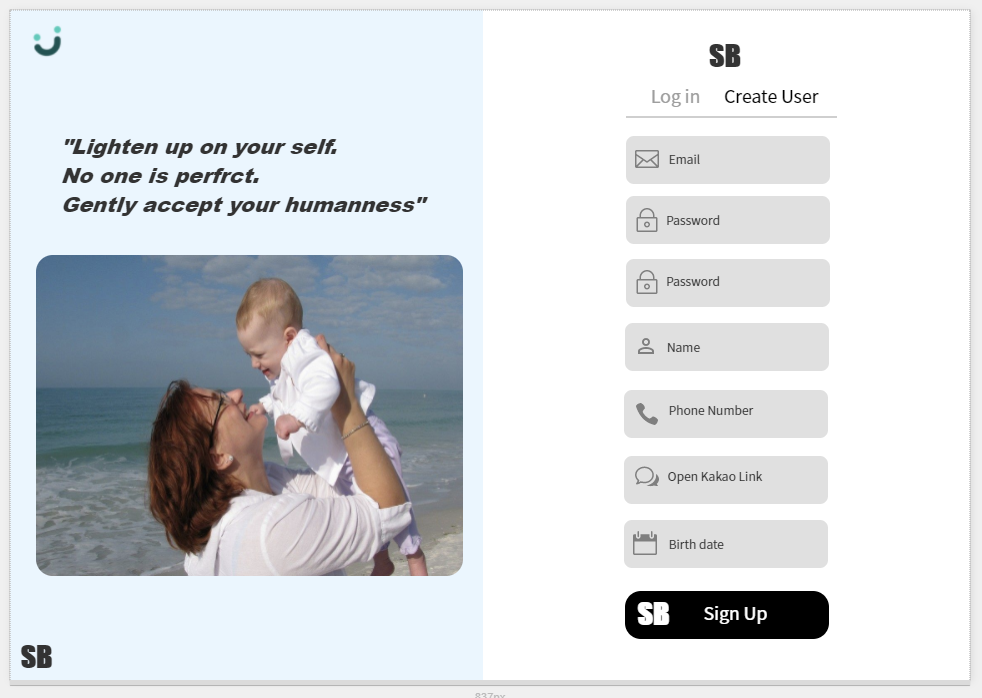 "Lighten up on your self.
No one is perfrct.
Gently accept your humanness"
SB
SB
Log in Create User
Email
Password
Password
Name
Phone Number
Open Kakao Link
Birth date
SB Sign Up
837px